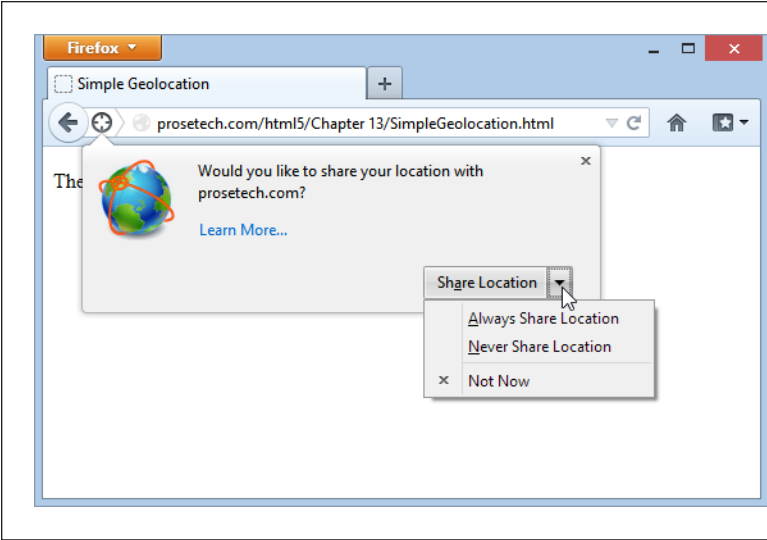 Firefox
Simple Geolocation
prosetech.com/html5/Chapter 13/SimpleGeolocation.html
The
Would you like to share your location with
prosetech.com?
Learn More...
Share Location
Always Share Location
Never Share Location
Not Now